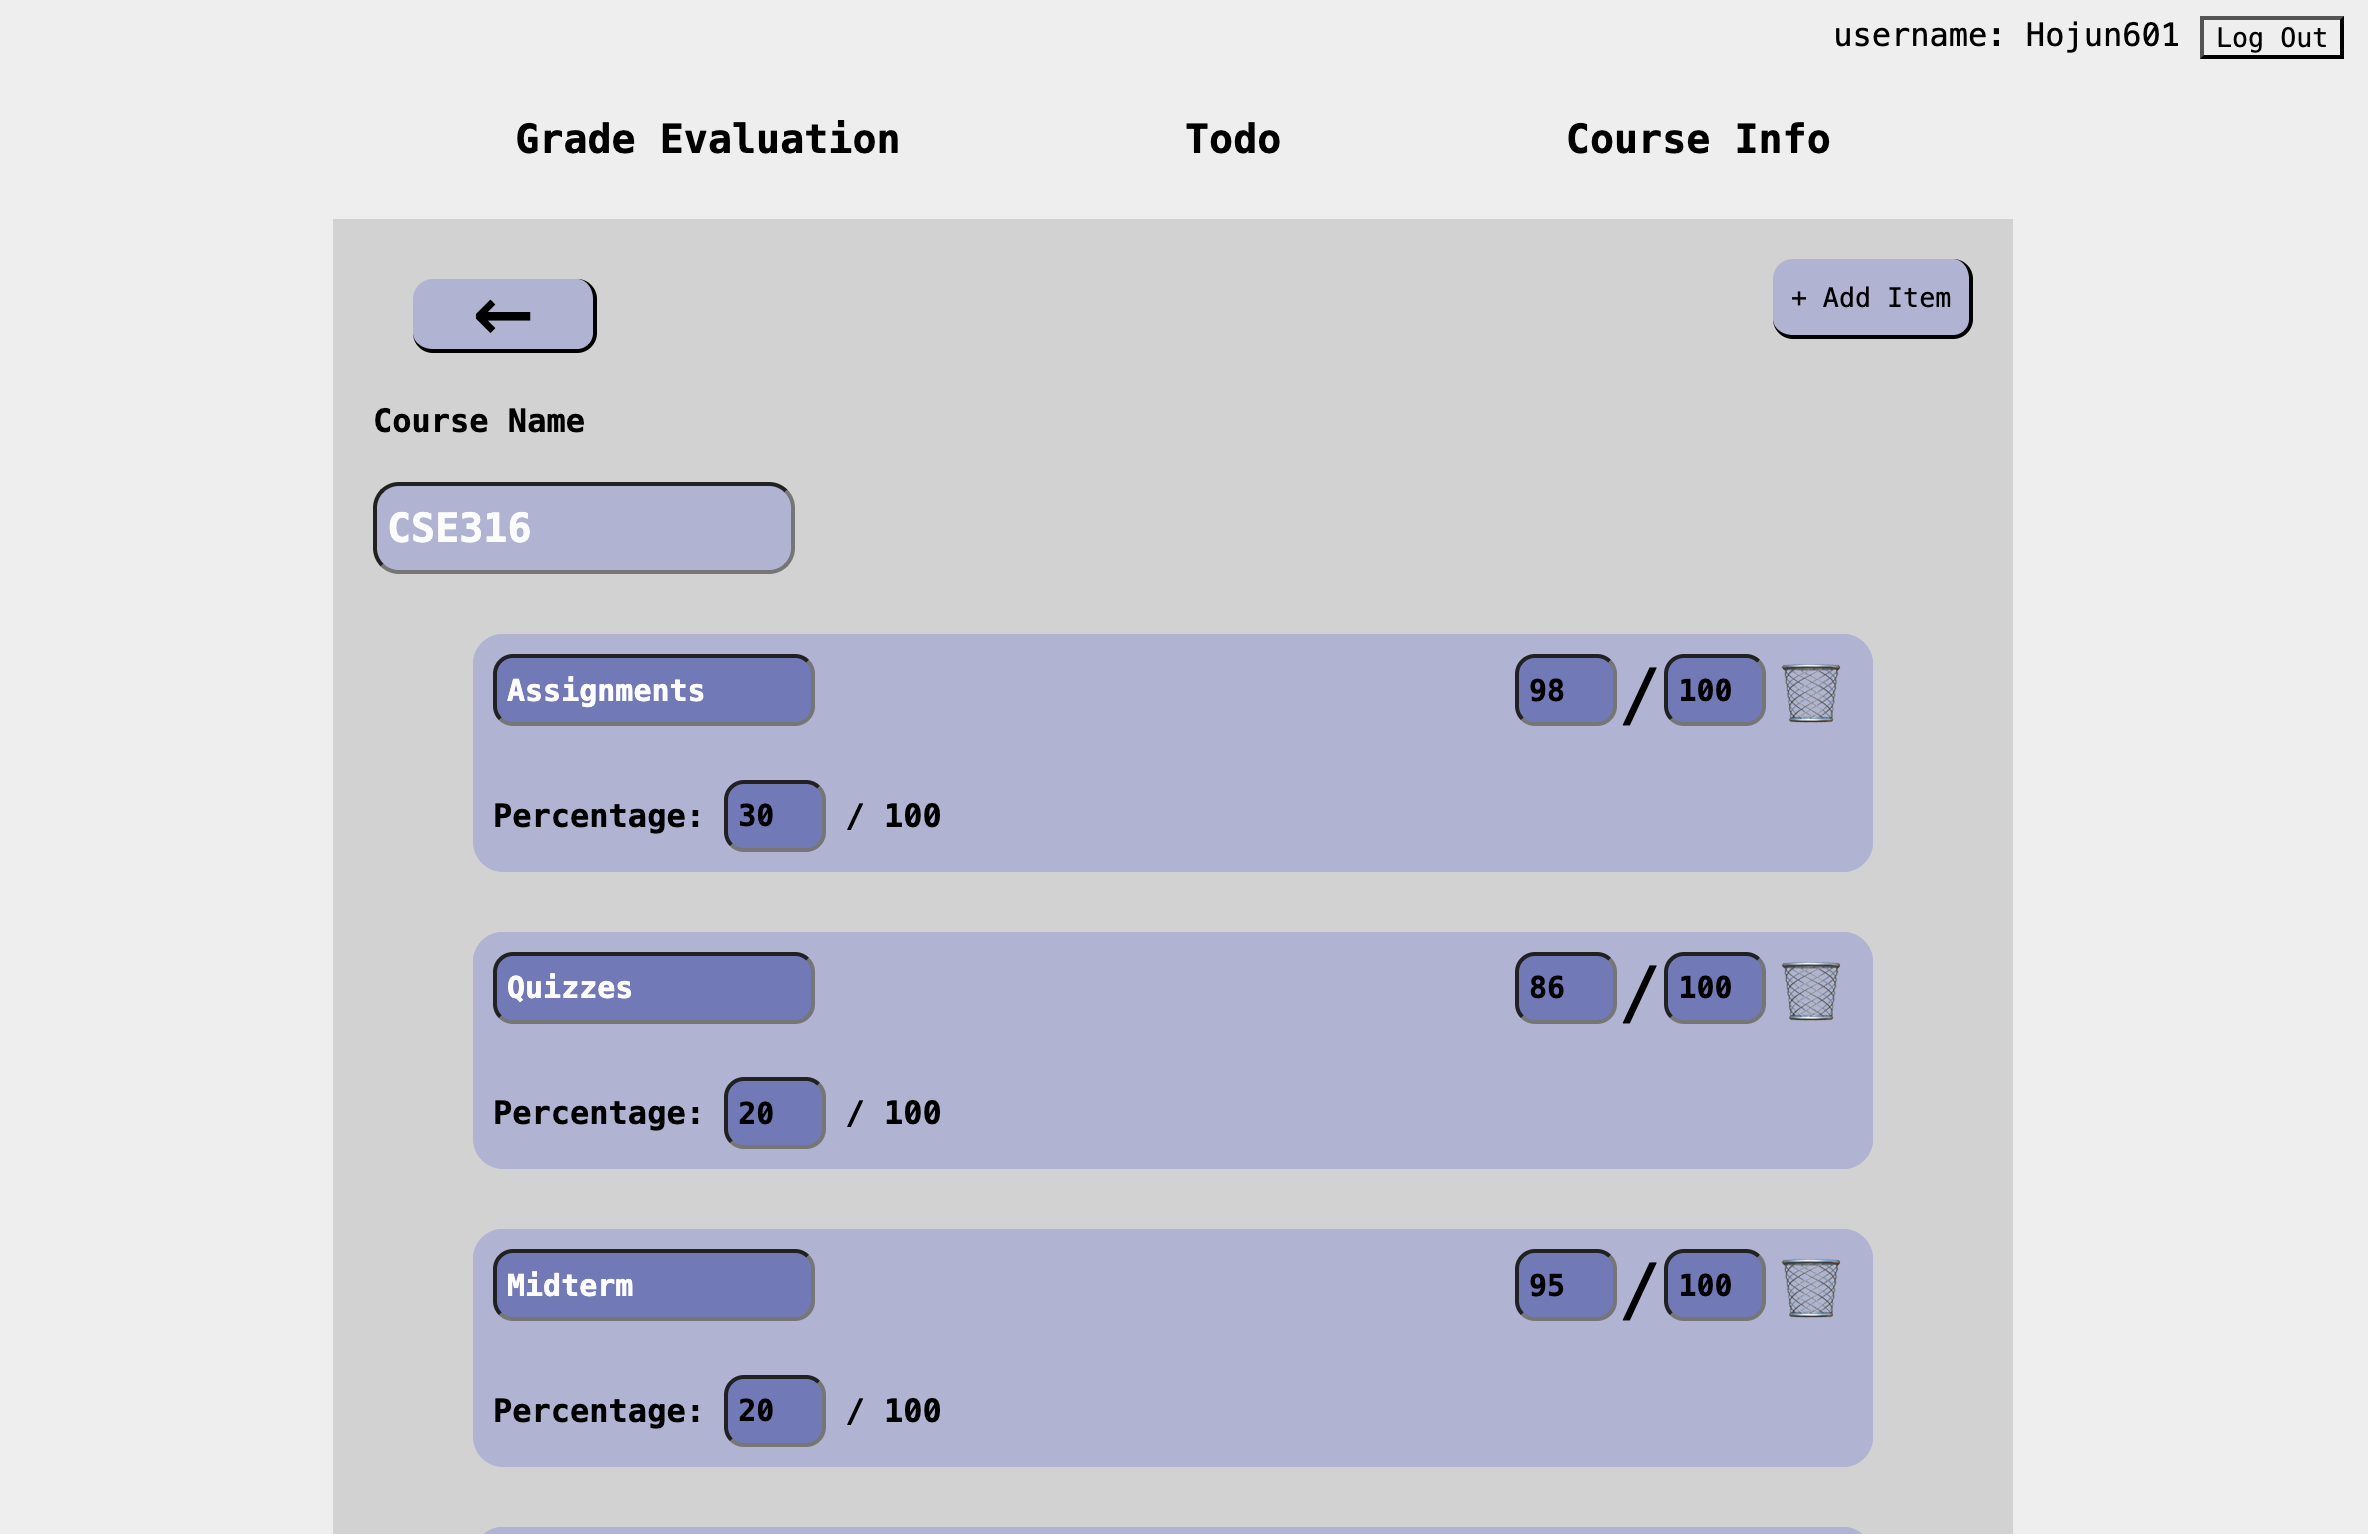 username: Hojun601 Log Out
Grade Evaluation Todo Course Info
← + Add Item
Course Name
CSE316
Assignments 98 / 100
Percentage: 30 / 100
Quizzes 86 / 100
Percentage: 20 / 100
Midterm 95 / 100
Percentage: 20 / 100